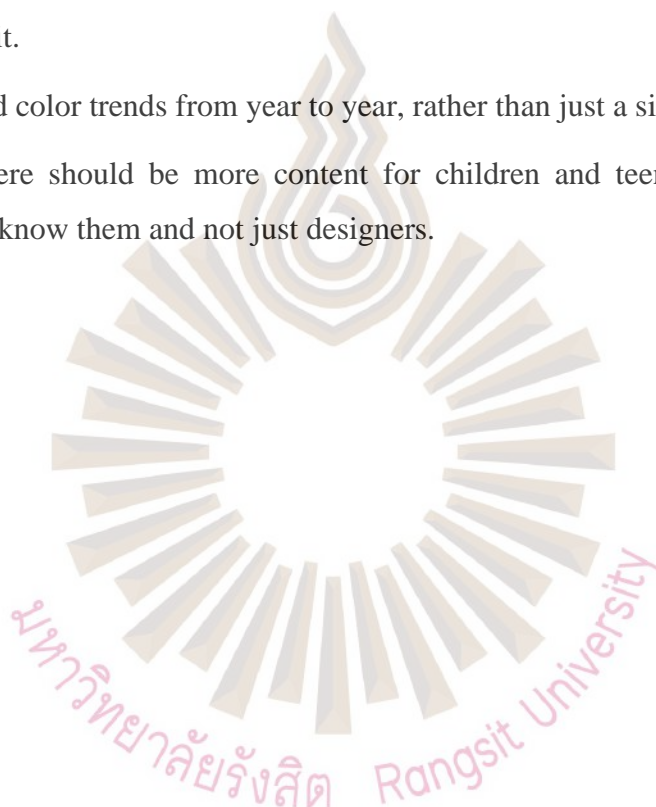 it.
d color trends from year to year, rather than just a si
ere should be more content for children and teer
know them and not just designers.
มหาวิทยาลัยรังสิต Rangsit University